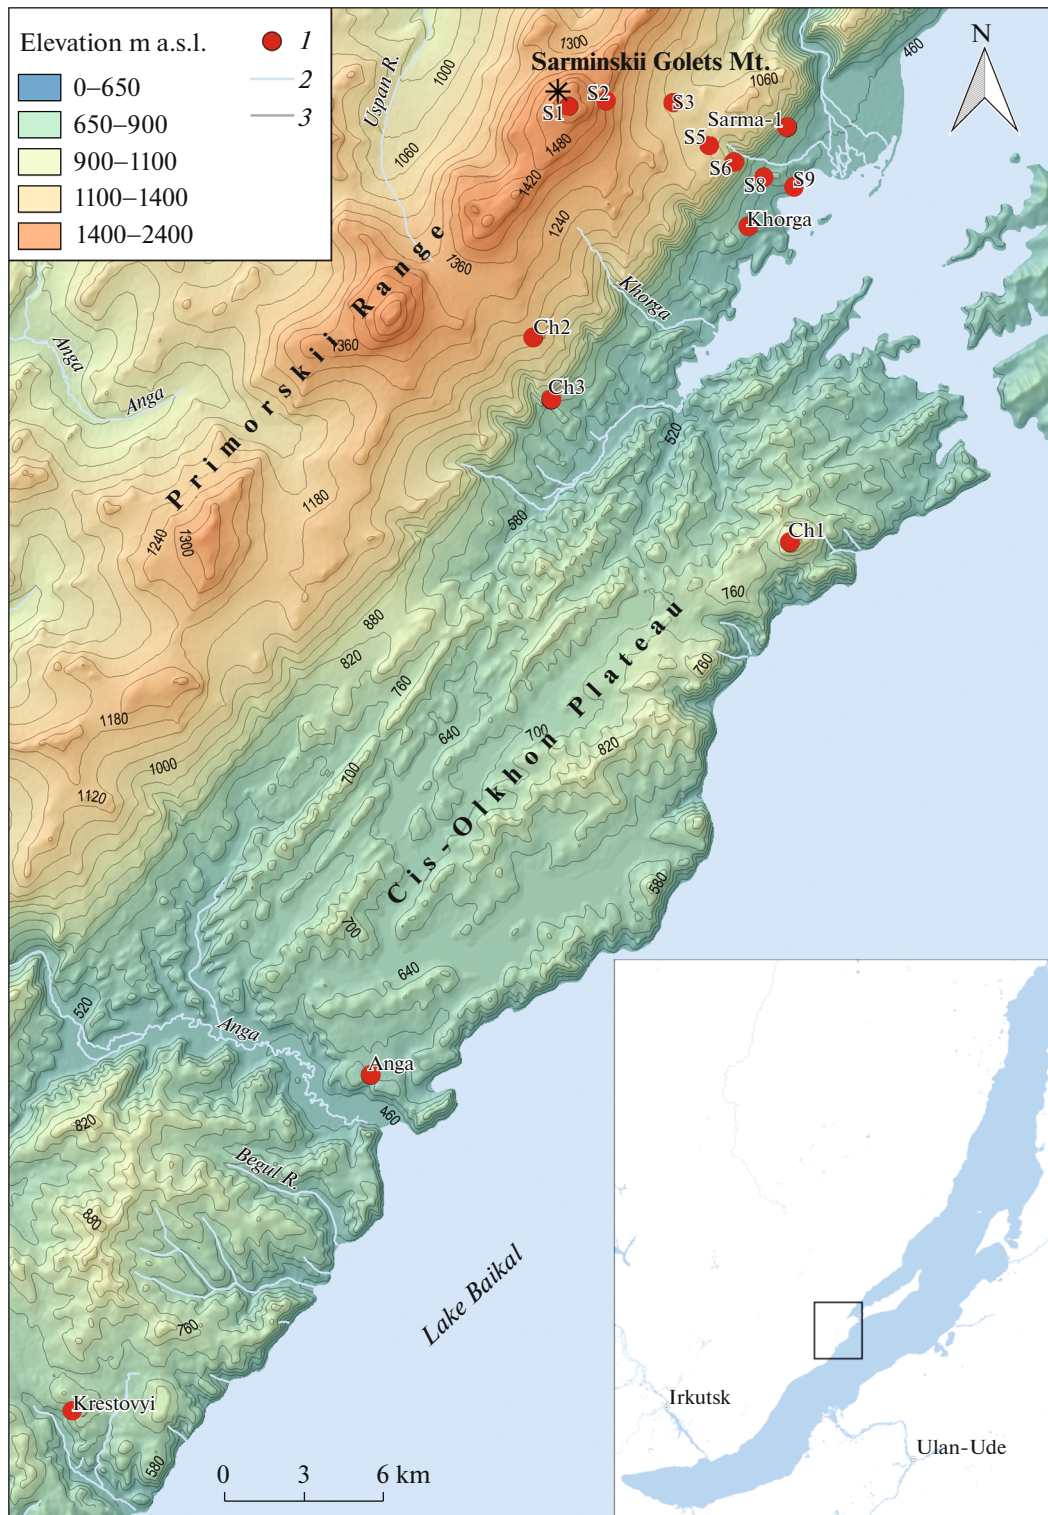 Elevation m a.s.l.
0–650
650–900
900–1100
1100–1400
1400–2400
1
2
3
N
460
1300
Sarminskii Golets Mt.
1060
Uspan R.
1000
1060
S1
S2
S3
Sarma-1
S5
S6
S8
S9
Khorga
1480
1420
1240
1360
Khorga
Primorskii Range
1360
Ch2
Ch3
Anga
Anga
520
1180
1240
1300
580
Ch1
760
880
820
760
760
Cis-Olkhon Plateau
640
700
820
700
1180
1000
1120
580
700
640
520
Anga
Anga
460
820
Begul R.
880
Lake Baikal
760
Krestovyi
580
0
3
6 km
Irkutsk
Ulan-Ude